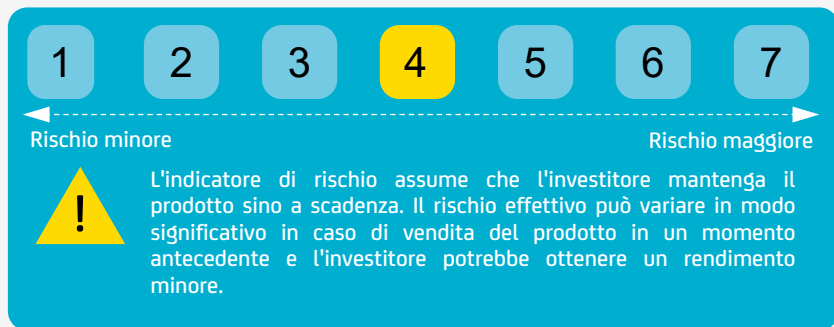 1 2 3 4 5 6 7
Rischio minore Rischio maggiore
!
L'indicatore di rischio assume che l'investitore mantenga il
prodotto sino a scadenza. Il rischio effettivo può variare in modo
significativo in caso di vendita del prodotto in un momento
antecedente e l'investitore potrebbe ottenere un rendimento
minore.